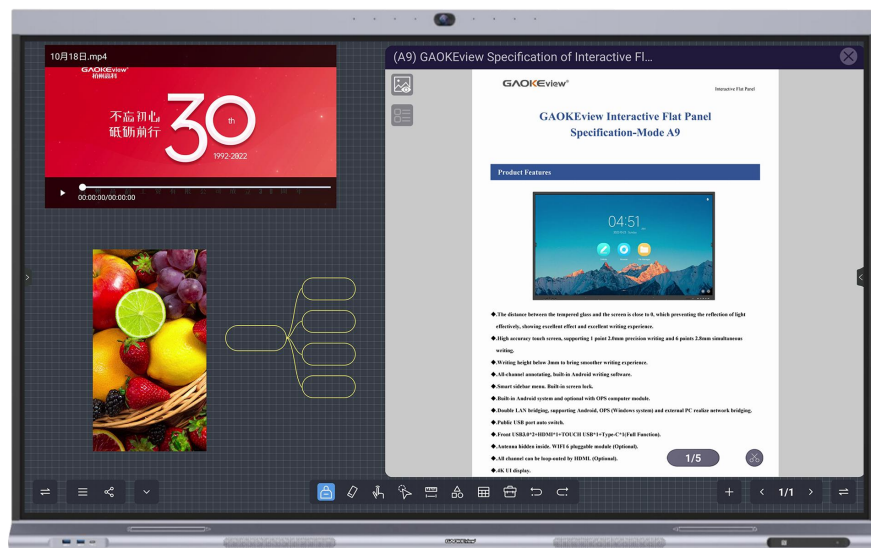 10月18日.mp4
GAOKEview®
杭州高科
不忘初心
砥砺前行
30th
1992-2022
00:00:00/00:00:00
(A9) GAOKEview Specification of Interactive Fl...
GAOKEview®
Interactive Flat Panel
GAOKEview Interactive Flat Panel
Specification-Mode A9
Product Features
04:51
◆.The distance between the tempered glass and the screen is close to 0, which preventing the reflection of light
effectively, showing excellent effect and excellent writing experience.
◆.High accuracy touch screen, supporting 1 point 2.0mm precision writing and 6 points 2.8mm simultaneous
writing.
◆.Writing height below 3mm to bring smoother writing experience.
◆.All-channel annotating, built-in Android writing software.
◆.Smart sidebar menu. Built-in screen lock.
◆.Built-in Android system and optional with OPS computer module.
◆.Double LAN bridging, supporting Android, OPS (Windows system) and external PC realize network bridging.
◆.Public USB port auto switch.
◆.Front USB3.0*2+HDMI*1+TOUCH USB*1+Type-C*1(Full Function).
◆.Antenna hidden inside. WIFI 6 pluggable module (Optional).
◆.All channel can be loop-outed by HDML (Optional).
◆.4K UI display.
1/5
1/1
GAOKEview®